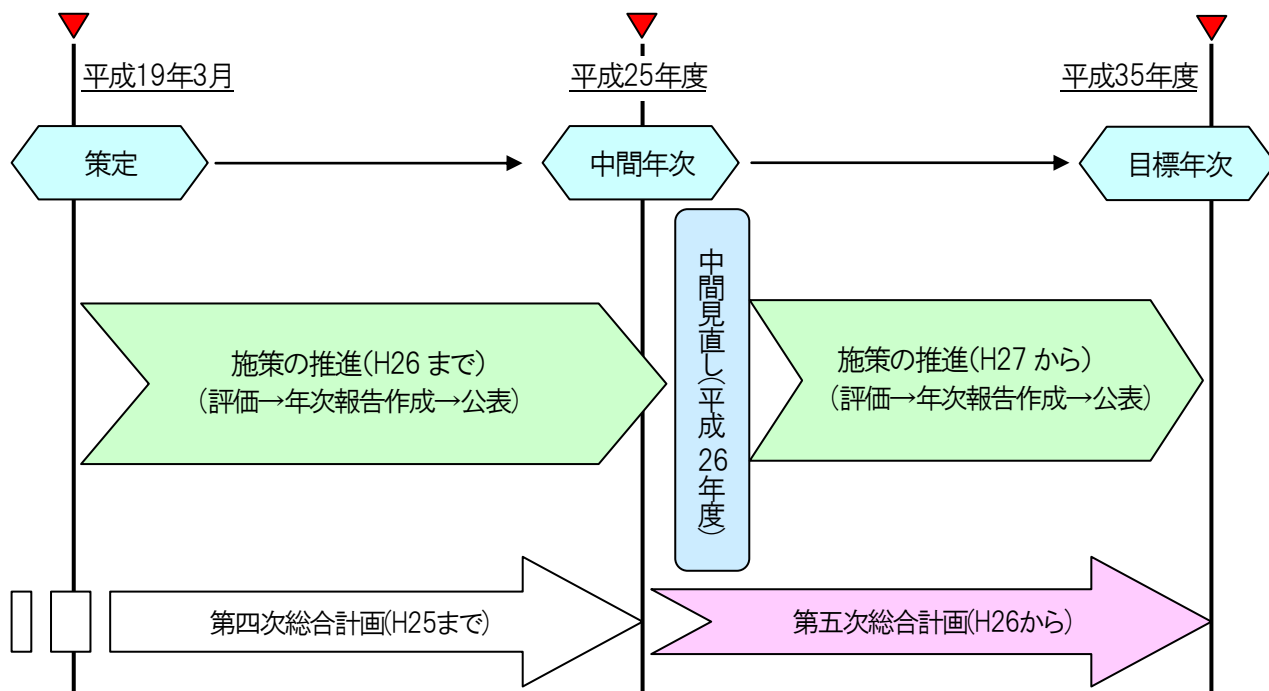 平成19年3月
平成25年度
平成35年度
策定
中間年次
目標年次
中間見直し(平成26年度)
施策の推進(H26まで)
(評価→年次報告作成→公表)
施策の推進(H27から)
(評価→年次報告作成→公表)
第四次総合計画(H25まで)
第五次総合計画(H26から)